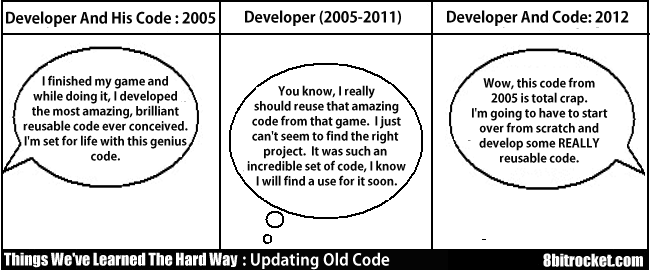 Developer And His Code : 2005
I finished my game and
while doing it, I developed
the most amazing, brilliant
reusable code ever conceived.
I'm set for life with this genius
code.
Developer (2005-2011)
You know, I really
should reuse that amazing
code from that game. I just
can't seem to find the right
project. It was such an
incredible set of code, I know
I will find a use for it soon.
Developer And Code: 2012
Wow, this code from
2005 is total crap.
I'm going to have to start
over from scratch and
develop some REALLY
reusable code.
Things We've Learned The Hard Way : Updating Old Code
8bitrocket.com